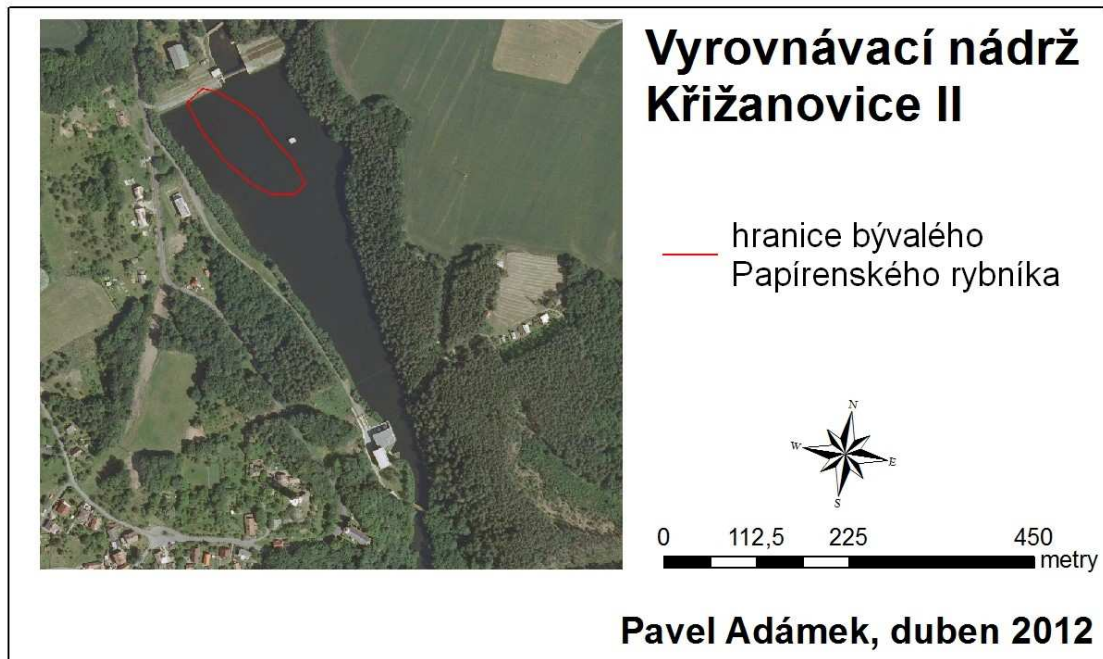 Vyrovnávací nádrž
Křižanovice II
hranice bývalého
Papírenského rybníka
N
W
E
S
0 112,5 225 450
metry
Pavel Adámek, duben 2012